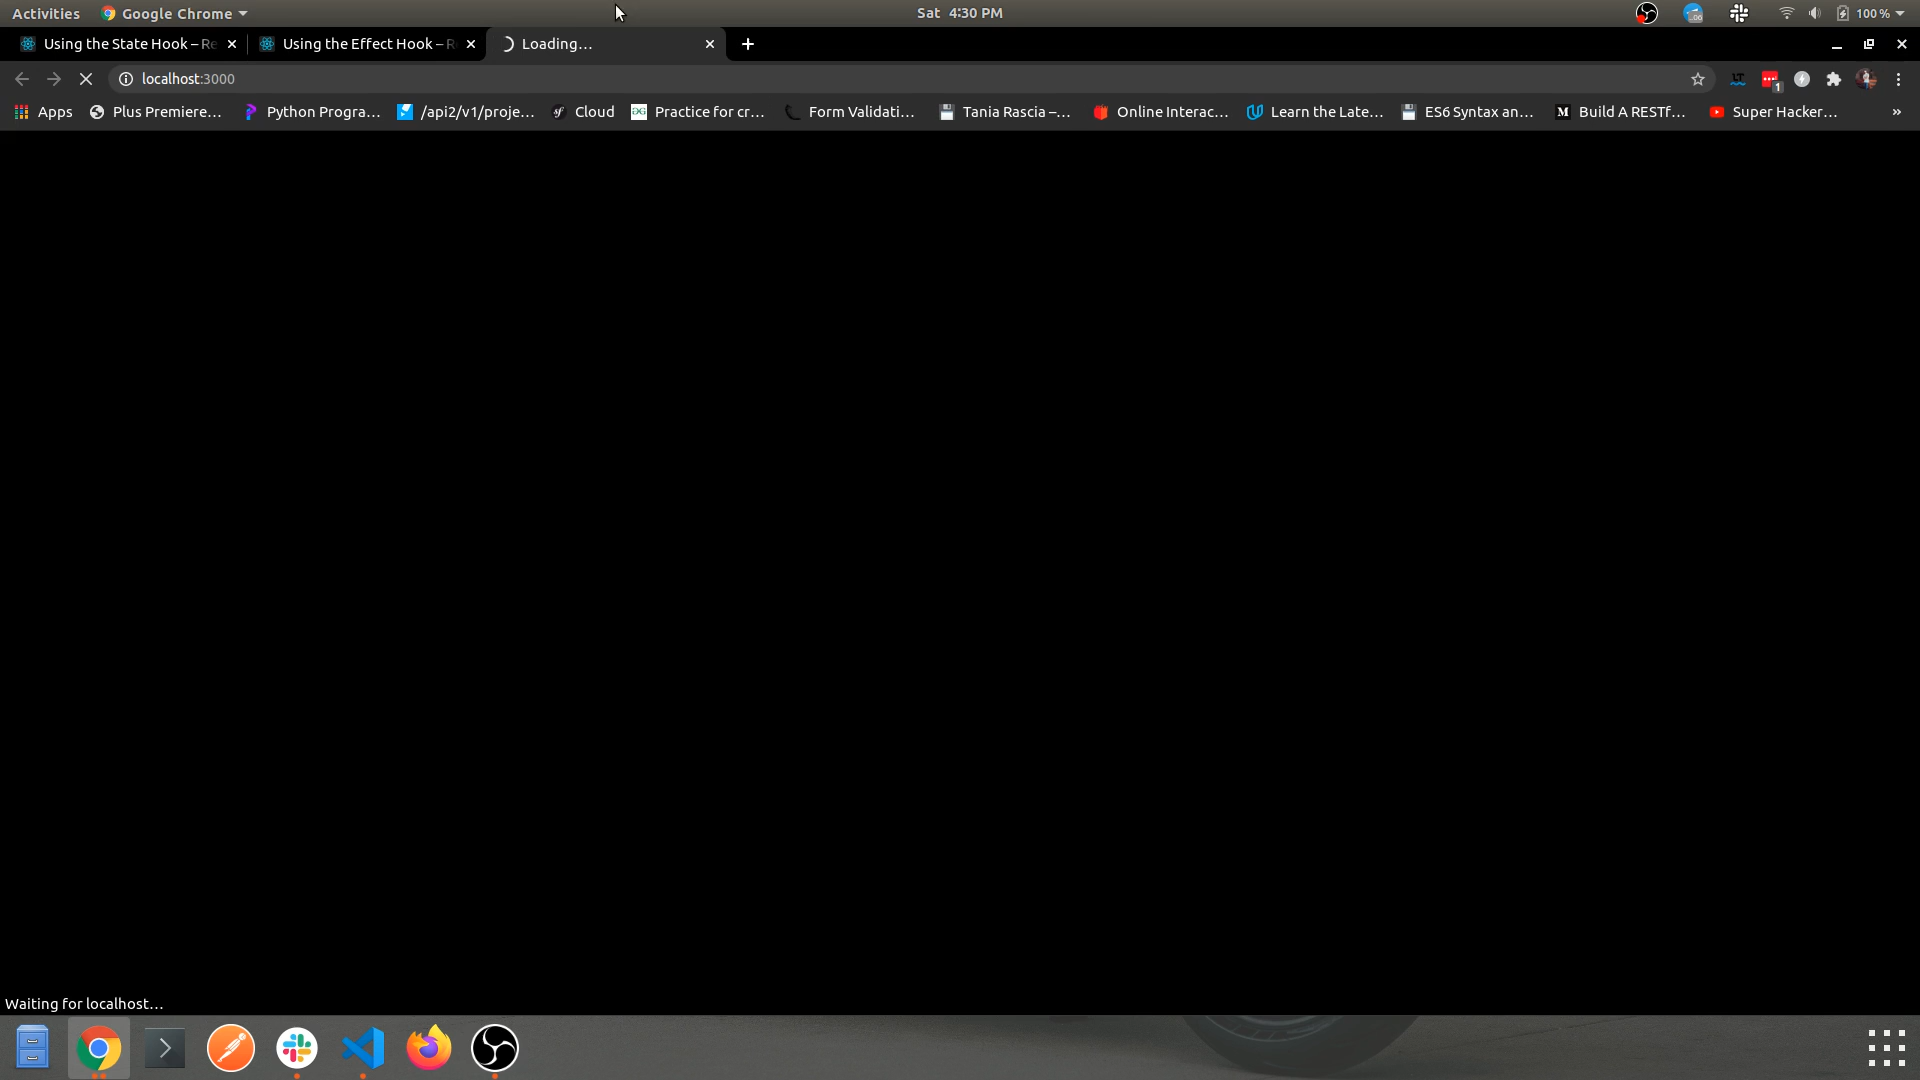 Activities Google Chrome Sat 4:30 PM 100 %
Using the State Hook – Re Using the Effect Hook – R Loading...
localhost:3000
Apps Plus Premiere... Python Progra... /api2/v1/proje... Cloud Practice for cr... Form Validati... Tania Rascia –... Online Interac... Learn the Late... ES6 Syntax an... Build A RESTf... Super Hacker... »
Waiting for localhost...